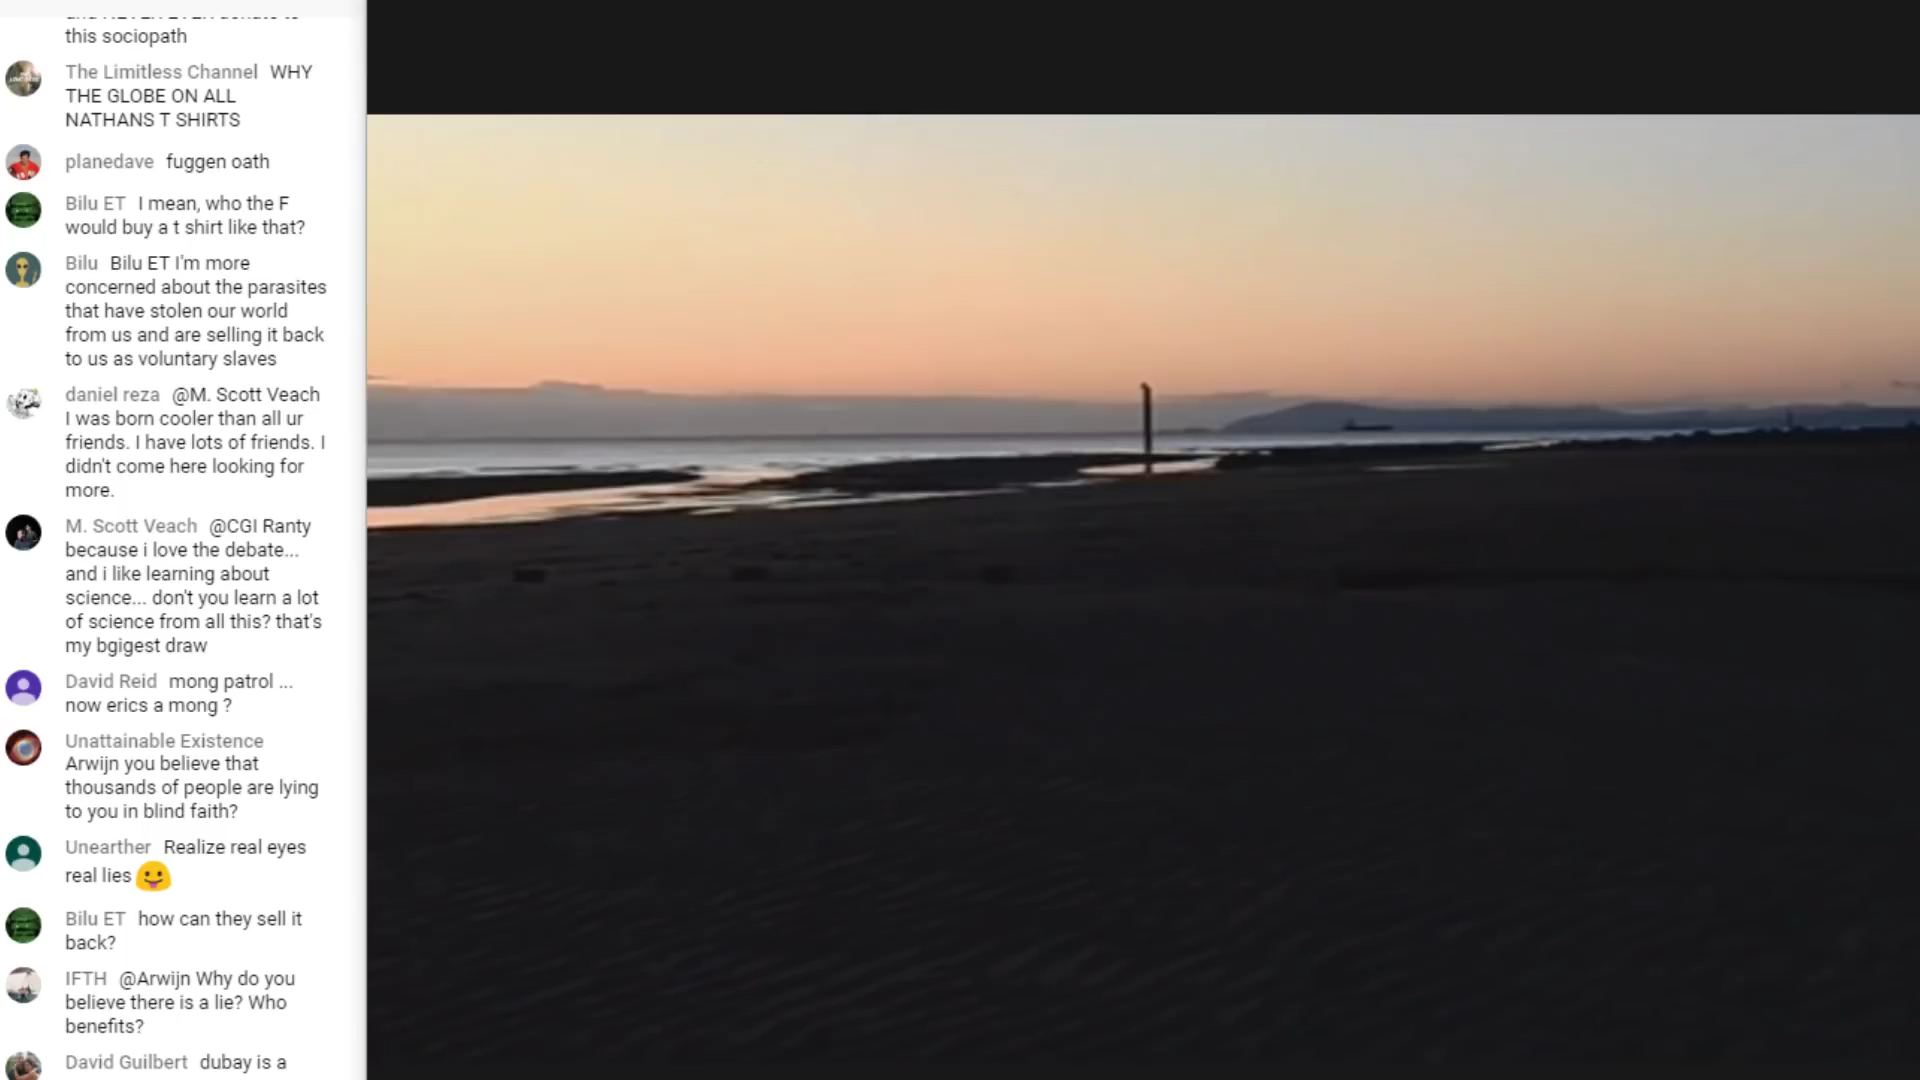 this sociopath
The Limitless Channel WHY
THE GLOBE ON ALL
NATHANS T SHIRTS
planedave fuggen oath
Bilu ET I mean, who the F
would buy a t shirt like that?
Bilu Bilu ET I'm more
concerned about the parasites
that have stolen our world
from us and are selling it back
to us as voluntary slaves
daniel reza @M. Scott Veach
I was born cooler than all ur
friends. I have lots of friends. I
didn't come here looking for
more.
M. Scott Veach @CGI Ranty
because i love the debate...
and i like learning about
science... don't you learn a lot
of science from all this? that's
my bgigest draw
David Reid mong patrol ...
now erics a mong ?
Unattainable Existence
Arwijn you believe that
thousands of people are lying
to you in blind faith?
Unearther Realize real eyes
real lies
Bilu ET how can they sell it
back?
IFTH @Arwijn Why do you
believe there is a lie? Who
benefits?
David Guilbert dubay is a